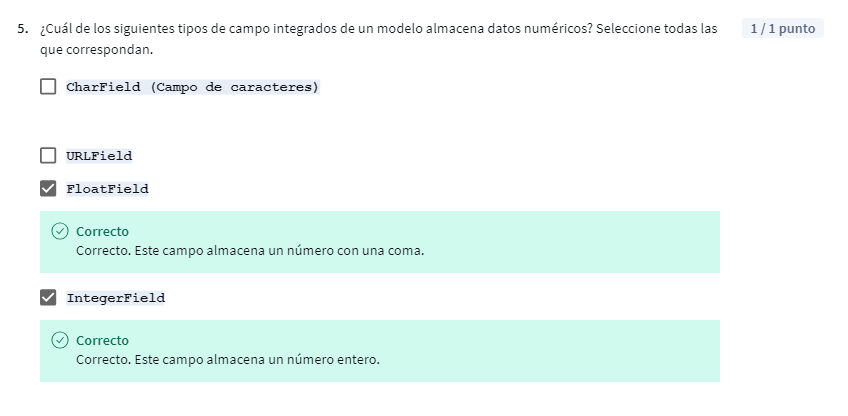 5. ¿Cuál de los siguientes tipos de campo integrados de un modelo almacena datos numéricos? Seleccione todas las
que correspondan.
1 / 1 punto
CharField (Campo de caracteres)
URLField
FloatField
Correcto
Correcto. Este campo almacena un número con una coma.
IntegerField
Correcto
Correcto. Este campo almacena un número entero.